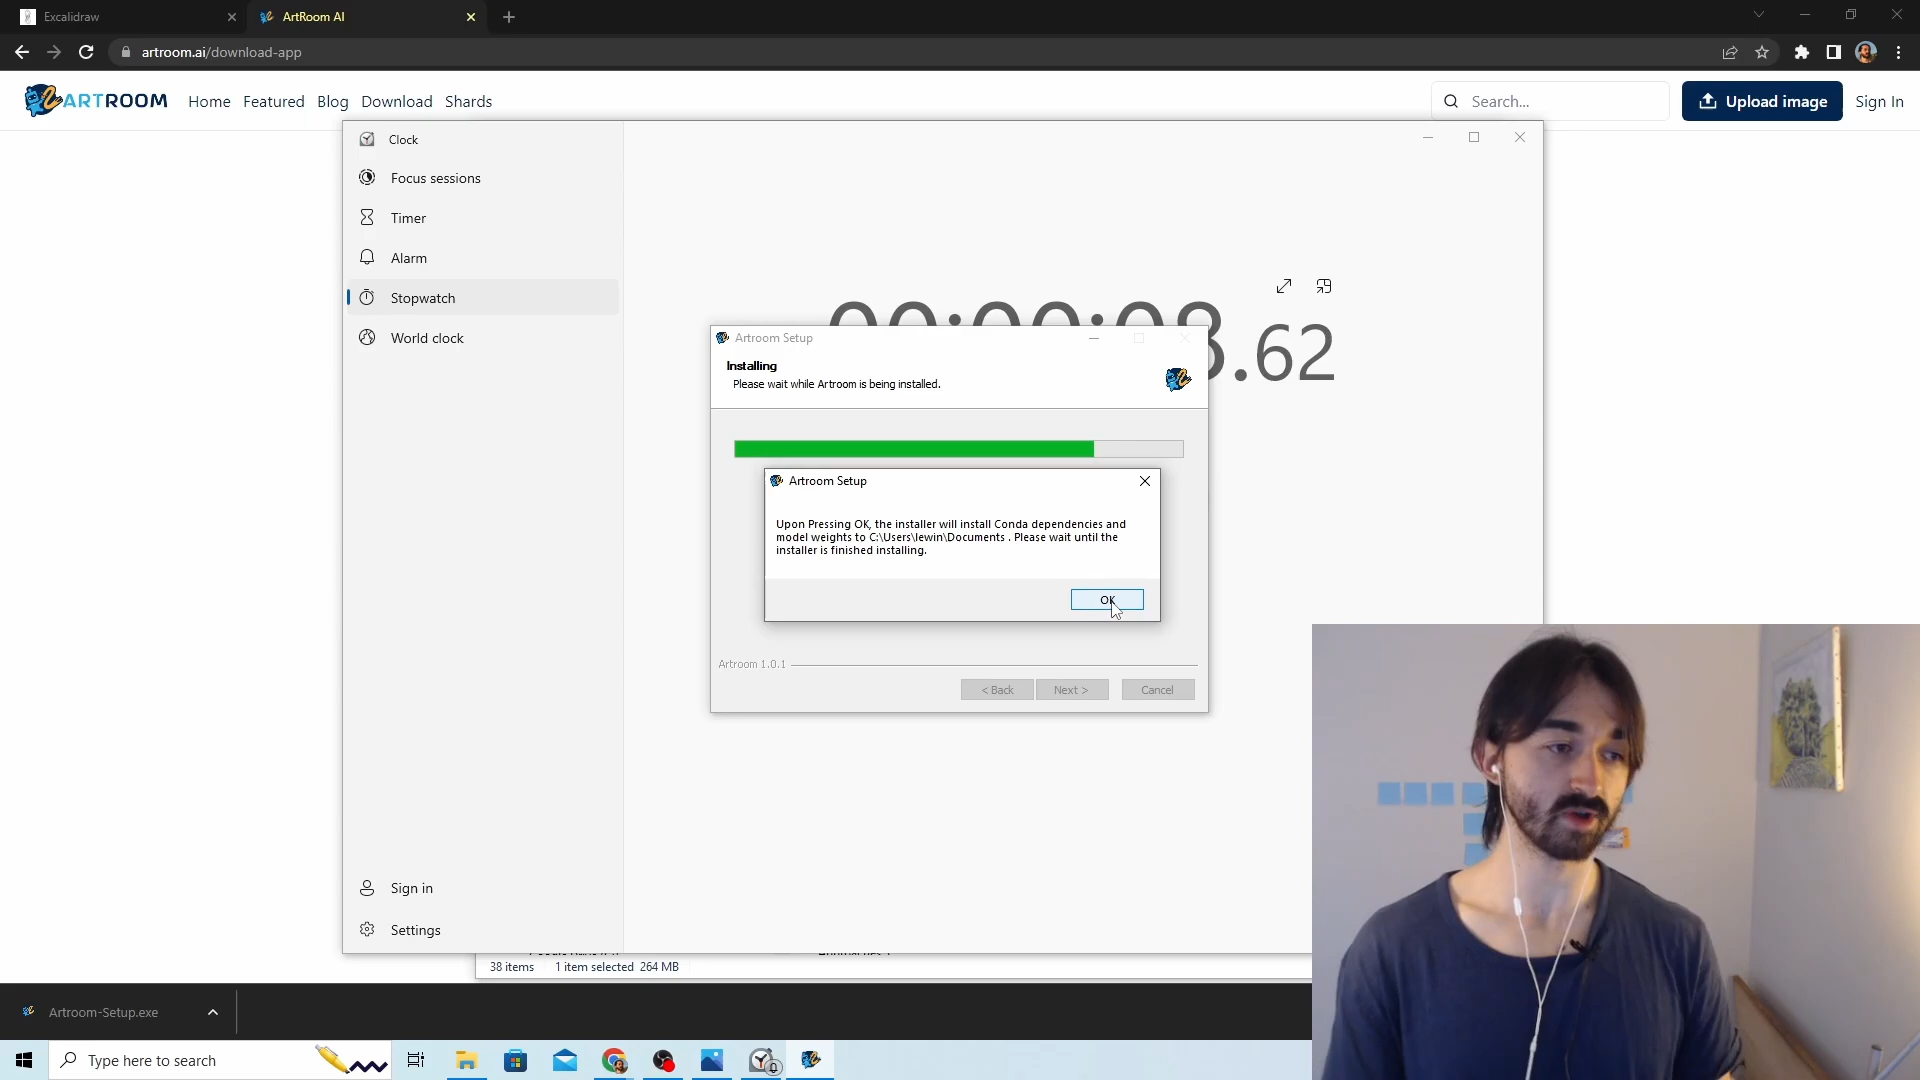 Excalidraw
ArtRoom AI
artroom.ai/download-app
ARTROOM
Home
Featured
Blog
Download
Shards
Search...
Upload image
Sign In
Clock
Focus sessions
Timer
Alarm
Stopwatch
World clock
00:00:08.62
Artroom Setup
Installing
Please wait while Artroom is being installed.
Artroom Setup
Upon Pressing OK, the installer will install Conda dependencies and
model weights to C:\Users\lewin\Documents . Please wait until the
installer is finished installing.
OK
Artroom 1.0.1
< Back
Next >
Cancel
Sign in
Settings
38 items
1 item selected 264 MB
Artroom-Setup.exe
Type here to search